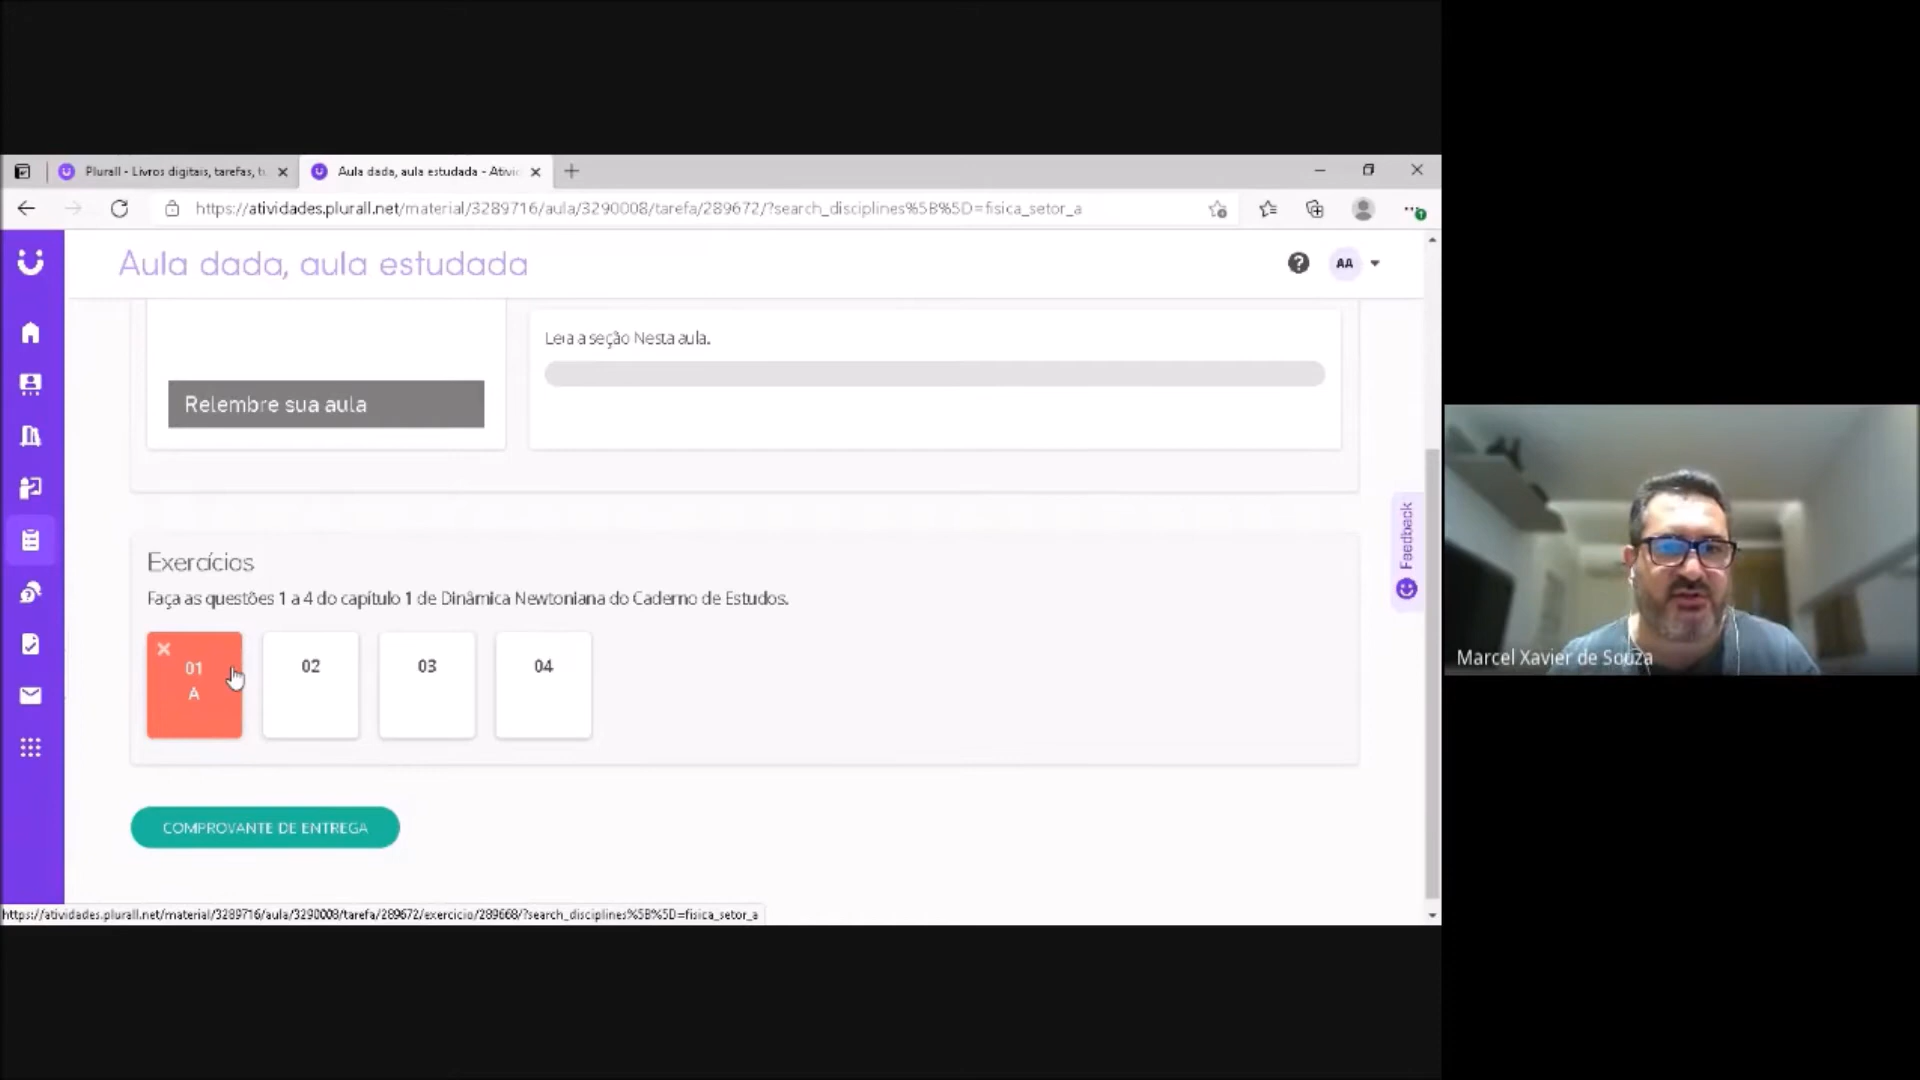 Plurall - Livros digitais, tarefas, t
Aula dada, aula estudada - Ativi
https://atividades.plurall.net/material/3289716/aula/3290008/tarefa/289672/?search_disciplines%5B%5D=fisica_setor_a
Aula dada, aula estudada
? AA
Leia a seção Nesta aula.
Relembre sua aula
Feedback
Exercícios
Faça as questões 1 a 4 do capítulo 1 de Dinâmica Newtoniana do Caderno de Estudos.
01 02 03 04
A
Marcel Xavier de Souza
COMPROVANTE DE ENTREGA
https://atividades.plurall.net/material/3289716/aula/3290008/tarefa/289672/exercicio/289668/?search_disciplines%5B%5D=fisica_setor_a